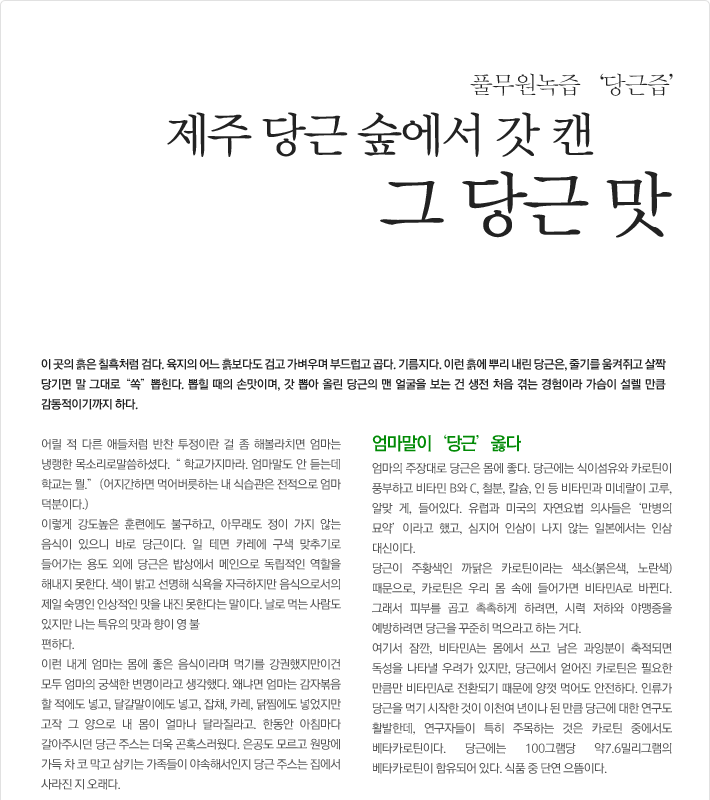 풀무원녹즙 ‘당근즙’
제주 당근 숲에서 갓 캔
그 당근 맛
이 곳의 흙은 칠흑처럼 검다. 육지의 어느 흙보다도 검고 가벼우며 부드럽고 곱다. 기름지다. 이런 흙에 뿌리 내린 당근은, 줄기를 움켜쥐고 살짝
당기면 말 그대로 “쏙” 뽑힌다. 뽑힐 때의 손맛이며, 갓 뽑아 올린 당근의 맨 얼굴을 보는 건 생전 처음 겪는 경험이라 가슴이 설렐 만큼
감동적이기까지 하다.
어릴 적 다른 애들처럼 반찬 투정이란 걸 좀 해볼라치면 엄마는
냉랭한 목소리로말씀하셨다. “ 학교가지마라. 엄마말도 안 듣는데
학교는 뭘.” (어지간하면 먹어버릇하는 내 식습관은 전적으로 엄마
덕분이다.)
이렇게 강도높은 훈련에도 불구하고, 아무래도 정이 가지 않는
음식이 있으니 바로 당근이다. 일 테면 카레에 구색 맞추기로
들어가는 용도 외에 당근은 밥상에서 메인으로 독립적인 역할을
해내지 못한다. 색이 밝고 선명해 식욕을 자극하지만 음식으로서의
제일 숙명인 인상적인 맛을 내진 못한다는 말이다. 날로 먹는 사람도
있지만 나는 특유의 맛과 향이 영 불
편하다.
이런 내게 엄마는 몸에 좋은 음식이라며 먹기를 강권했지만이건
모두 엄마의 궁색한 변명이라고 생각했다. 왜냐면 엄마는 감자볶음
할 적에도 넣고, 달걀말이에도 넣고, 잡채, 카레, 닭찜에도 넣었지만
고작 그 양으로 내 몸이 얼마나 달라질라고. 한동안 아침마다
갈아주시던 당근 주스는 더욱 곤혹스러웠다. 은공도 모르고 원망에
가득 차 코 막고 삼키는 가족들이 야속해서인지 당근 주스는 집에서
사라진 지 오래다.
엄마말이 ‘당근’ 옳다
엄마의 주장대로 당근은 몸에 좋다. 당근에는 식이섬유와 카로틴이
풍부하고 비타민 B와 C, 철분, 칼슘, 인 등 비타민과 미네랄이 고루,
알맞 게, 들어있다. 유럽과 미국의 자연요법 의사들은 ‘만병의
묘약’ 이라고 했고, 심지어 인삼이 나지 않는 일본에서는 인삼
대신이다.
당근이 주황색인 까닭은 카로틴이라는 색소(붉은색, 노란색)
때문으로, 카로틴은 우리 몸 속에 들어가면 비타민A로 바뀐다.
그래서 피부를 곱고 촉촉하게 하려면, 시력 저하와 야맹증을
예방하려면 당근을 꾸준히 먹으라고 하는 거다.
여기서 잠깐, 비타민A는 몸에서 쓰고 남은 과잉분이 축적되면
독성을 나타낼 우려가 있지만, 당근에서 얻어진 카로틴은 필요한
만큼만 비타민A로 전환되기 때문에 양껏 먹어도 안전하다. 인류가
당근을 먹기 시작한 것이 이천여 년이나 된 만큼 당근에 대한 연구도
활발한데, 연구자들이 특히 주목하는 것은 카로틴 중에서도
베타카로틴이다. 당근에는 100그램당 약7.6밀리그램의
베타카로틴이 함유되어 있다. 식품 중 단연 으뜸이다.